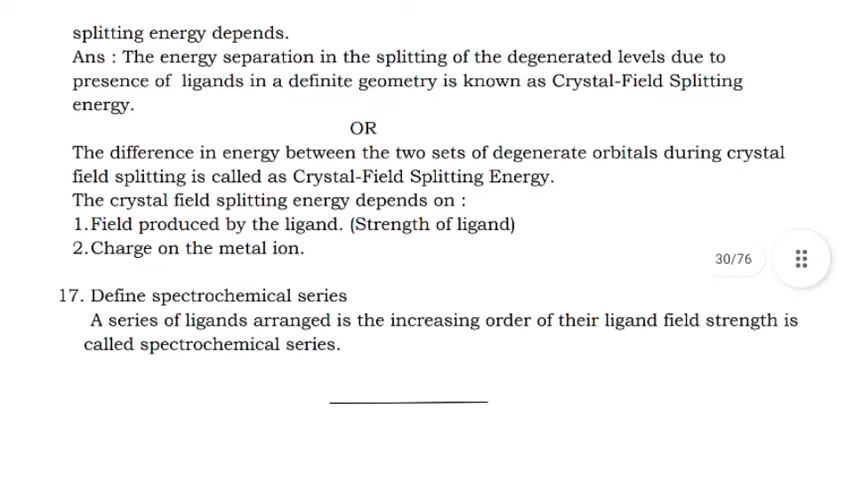 splitting energy depends.
Ans : The energy separation in the splitting of the degenerated levels due to
presence of ligands in a definite geometry is known as Crystal-Field Splitting
energy.
OR
The difference in energy between the two sets of degenerate orbitals during crystal
field splitting is called as Crystal-Field Splitting Energy.
The crystal field splitting energy depends on :
1.Field produced by the ligand. (Strength of ligand)
2.Charge on the metal ion.
30/76
17. Define spectrochemical series
A series of ligands arranged is the increasing order of their ligand field strength is
called spectrochemical series.